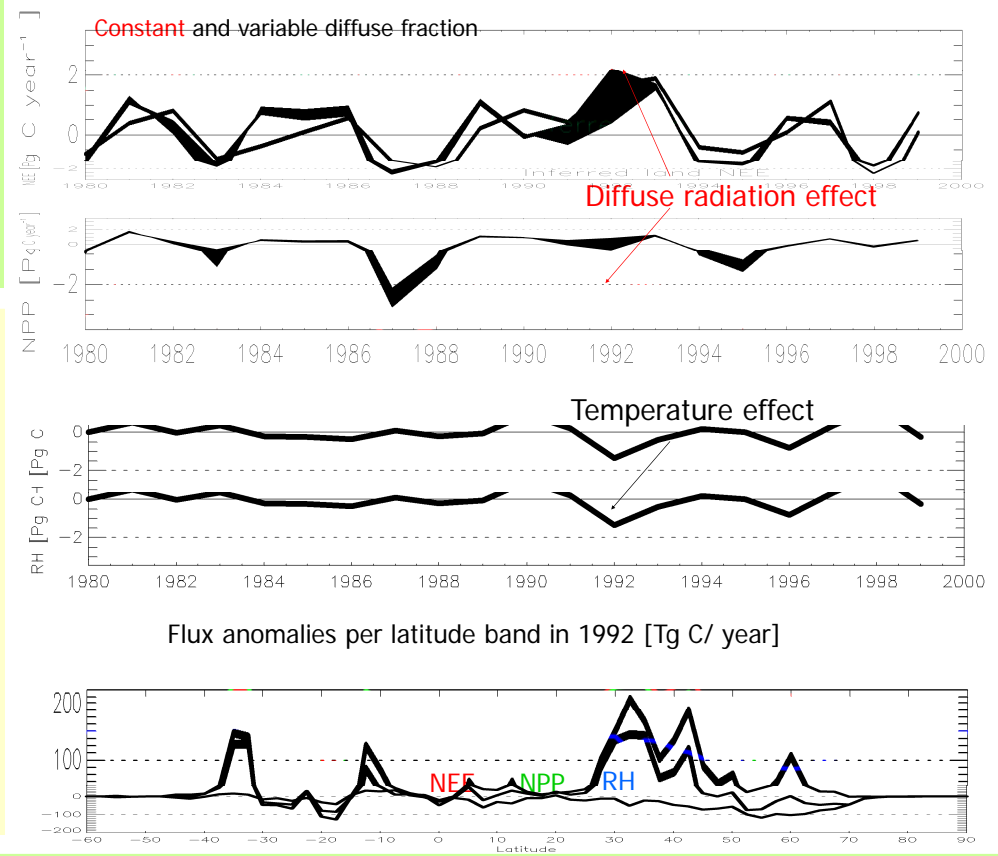 Constant and variable diffuse fraction
NEE [Pg C year⁻¹ ]
2
0
-2
1980 1982 1984 1986 1988 1990 1992 1994 1996 1998 2000
Inferred land NEE
Diffuse radiation effect
NPP [Pg C year⁻¹]
2
0
-2
1980 1982 1984 1986 1988 1990 1992 1994 1996 1998 2000
Temperature effect
[Pg C
0
-2
RH [Pg C
0
-2
1980 1982 1984 1986 1988 1990 1992 1994 1996 1998 2000
Flux anomalies per latitude band in 1992 [Tg C/ year]
200
100
0
-100
-200
NEE NPP RH
-60 -50 -40 -30 -20 -10 0 10 20 30 40 50 60 70 80 90
Latitude